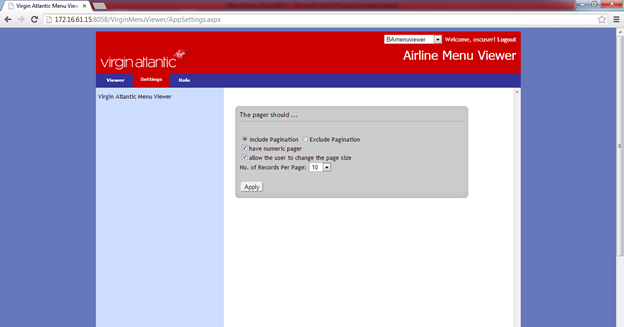 Virgin Atlantic Menu View
172.16.61.15:8058/VirginMenuViewer/AppSettings.aspx
BAmenuviewer Welcome, oscuser! Logout
virgin atlantic
Airline Menu Viewer
Viewer Settings Role
Virgin Atlantic Menu Viewer
The pager should ...
Include Pagination Exclude Pagination
have numeric pager
allow the user to change the page size
No. of Records Per Page: 10
Apply